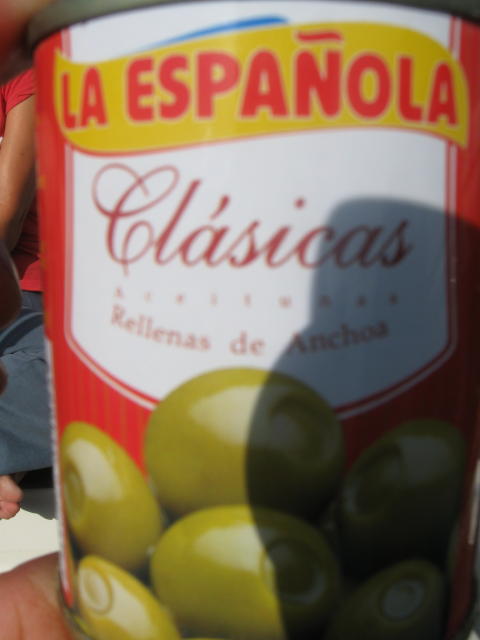 LA ESPAÑOLA
Clásicas
Aceitunas
Rellenas de Anchoa